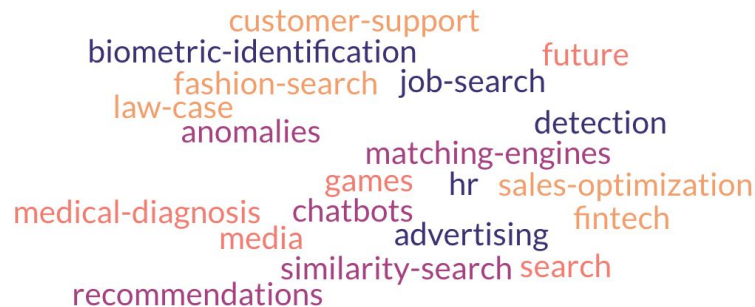 customer-support
biometric-identification future
fashion-search job-search
law-case
anomalies detection
matching-engines
games hr sales-optimization
medical-diagnosis chatbots fintech
media advertising
similarity-search search
recommendations